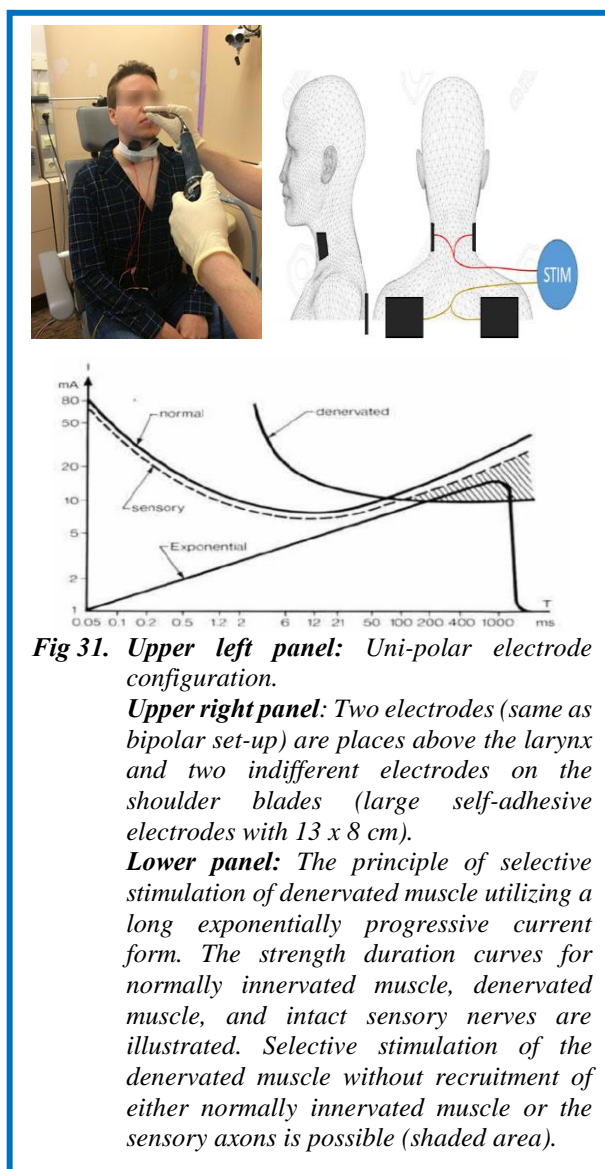 STIM
I
mA
80
50
20
10
5
2
1
normal
denervated
sensory
Exponential
T
0.05 0.1 0.2 0.5 1.2 2 6 12 21 50 100 200 400 1000 ms
Fig 31. Upper left panel: Uni-polar electrode
configuration.
Upper right panel: Two electrodes (same as
bipolar set-up) are places above the larynx
and two indifferent electrodes on the
shoulder blades (large self-adhesive
electrodes with 13 x 8 cm).
Lower panel: The principle of selective
stimulation of denervated muscle utilizing a
long exponentially progressive current
form. The strength duration curves for
normally innervated muscle, denervated
muscle, and intact sensory nerves are
illustrated. Selective stimulation of the
denervated muscle without recruitment of
either normally innervated muscle or the
sensory axons is possible (shaded area).